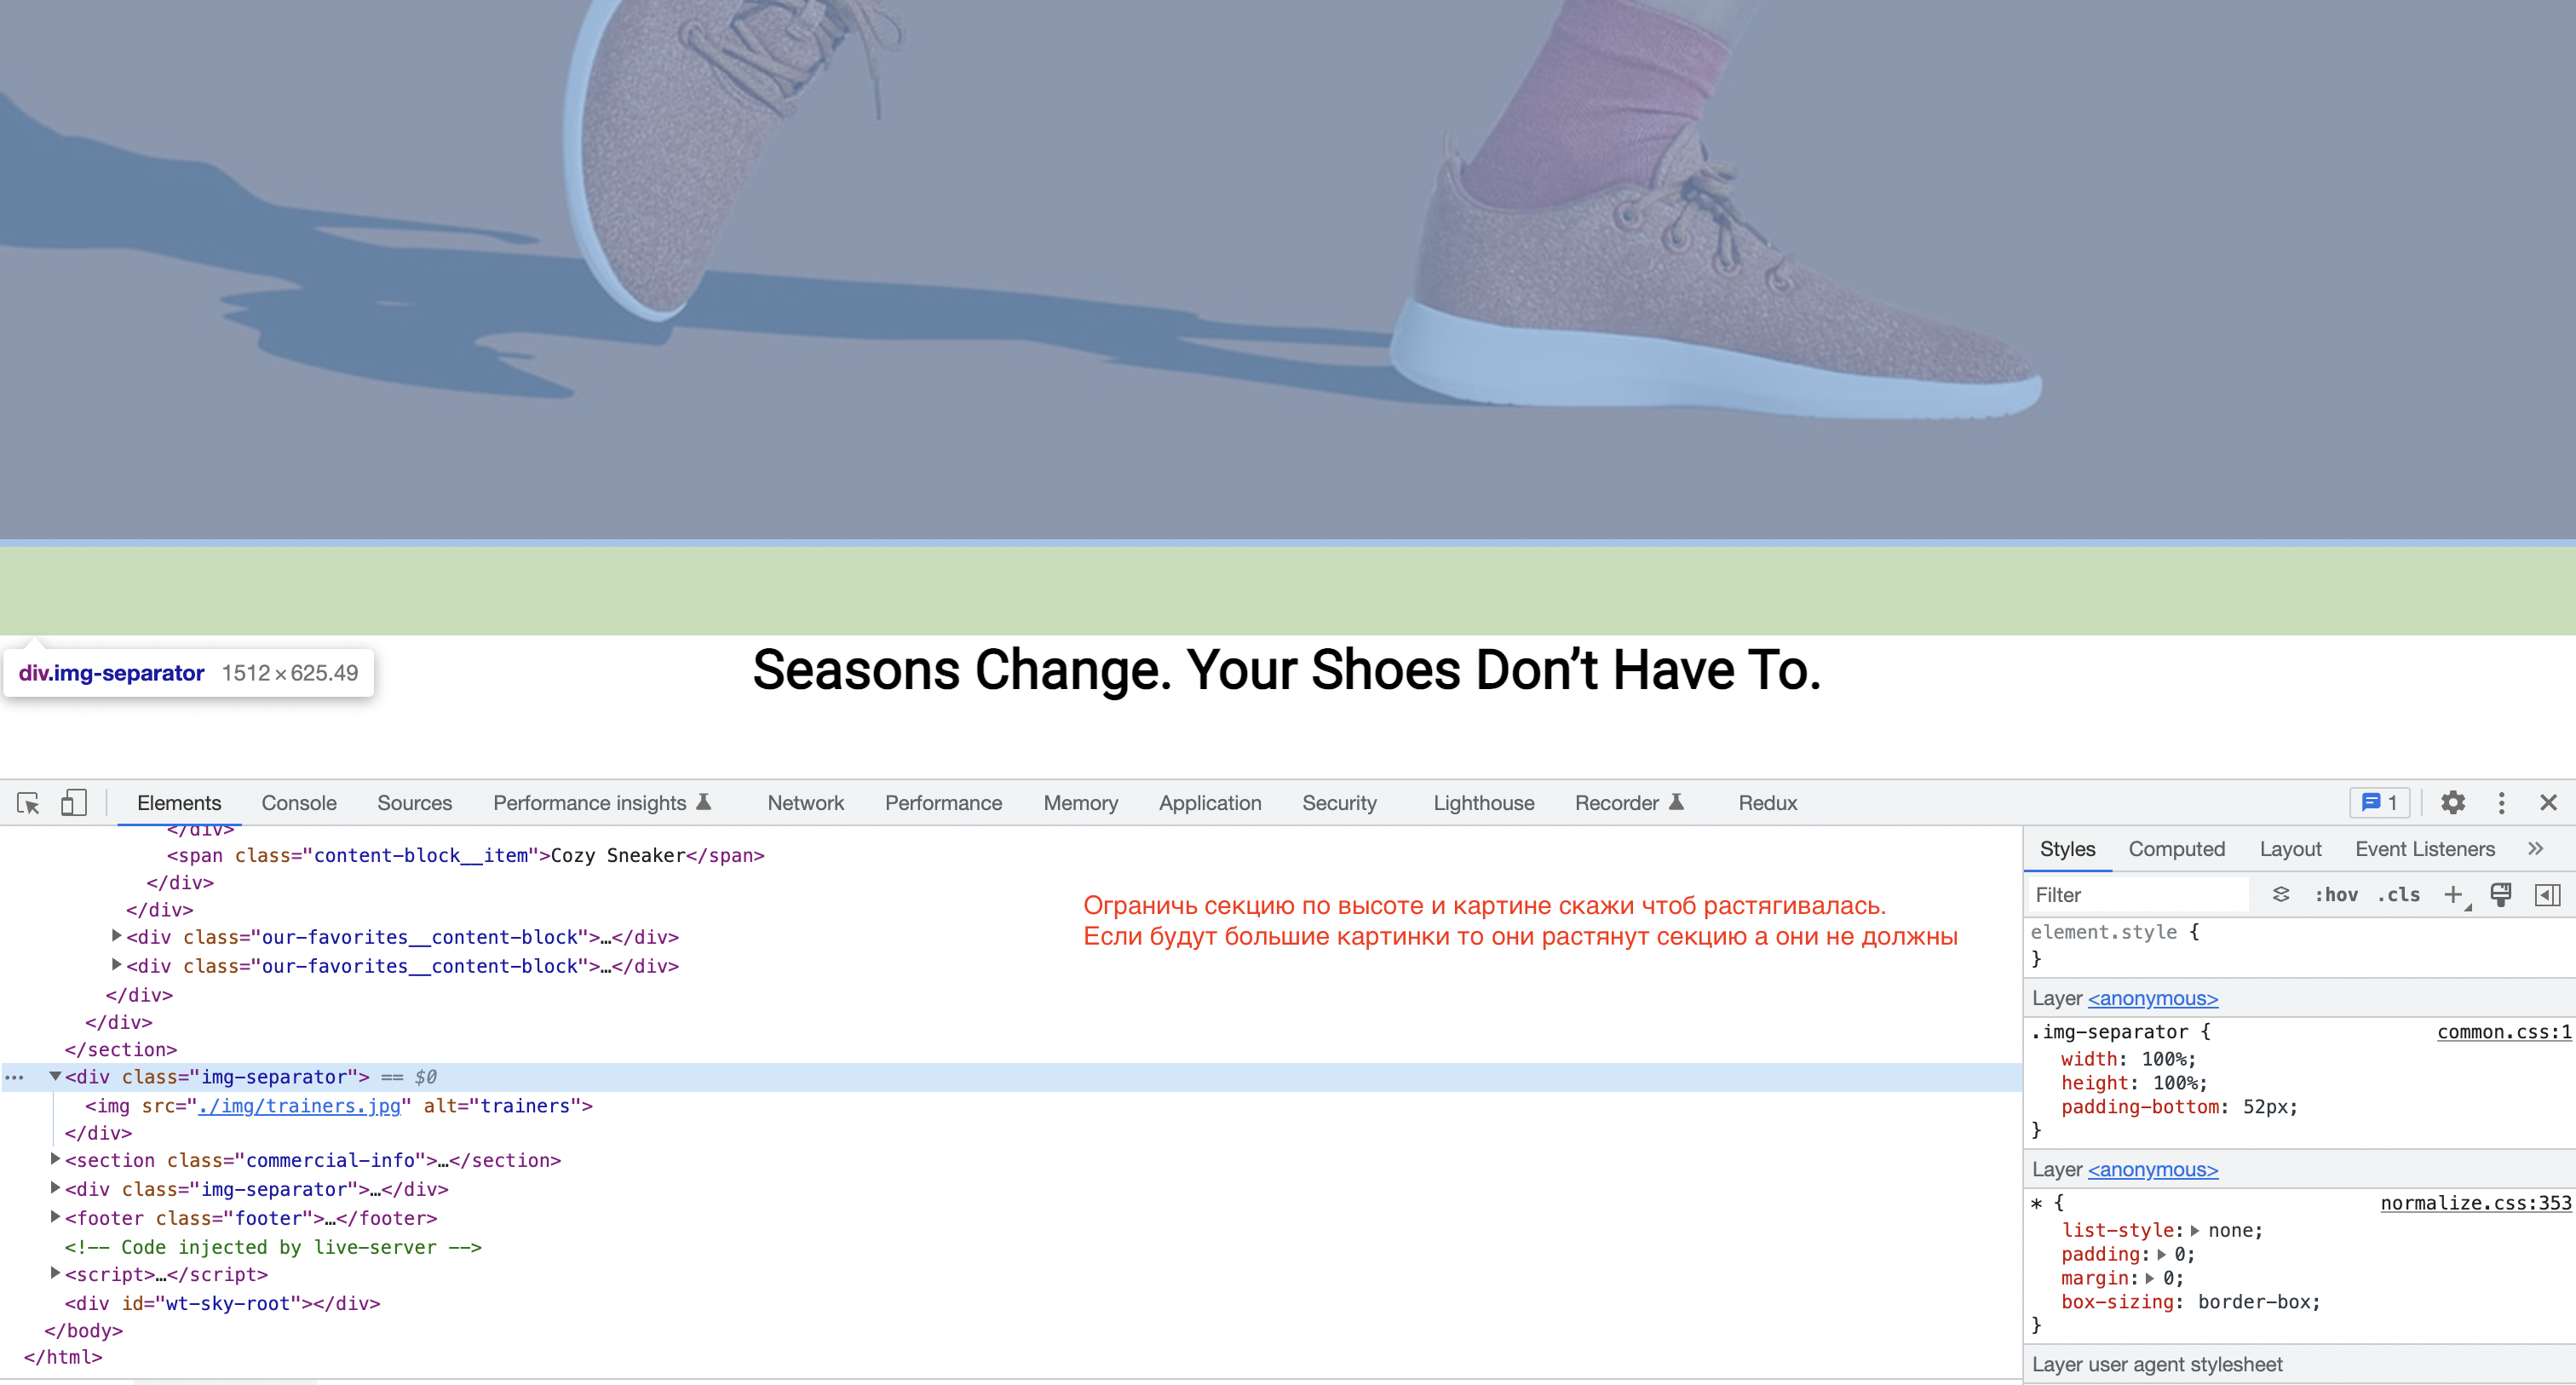 Seasons Change. Your Shoes Don’t Have To.
div.img-separator 1512 × 625.49
Elements Console Sources Performance insights Network Performance Memory Application Security Lighthouse Recorder Redux 1
</div>
<span class="content-block__item">Cozy Sneaker</span>
</div>
</div>
<div class="our-favorites__content-block">…</div>
<div class="our-favorites__content-block">…</div>
</div>
</div>
</section>
<div class="img-separator"> == $0
<img src="./img/trainers.jpg" alt="trainers">
</div>
<section class="commercial-info">…</section>
<div class="img-separator">…</div>
<footer class="footer">…</footer>
<!-- Code injected by live-server -->
<script>…</script>
<div id="wt-sky-root"></div>
</body>
</html>
Ограничь секцию по высоте и картине скажи чтоб растягивалась.
Если будут большие картинки то они растянут секцию а они не должны
Styles Computed Layout Event Listeners
Filter :hov .cls
element.style {
}
Layer <anonymous>
.img-separator { common.css:1
width: 100%;
height: 100%;
padding-bottom: 52px;
}
Layer <anonymous>
* { normalize.css:353
list-style: none;
padding: 0;
margin: 0;
box-sizing: border-box;
}
Layer user agent stylesheet